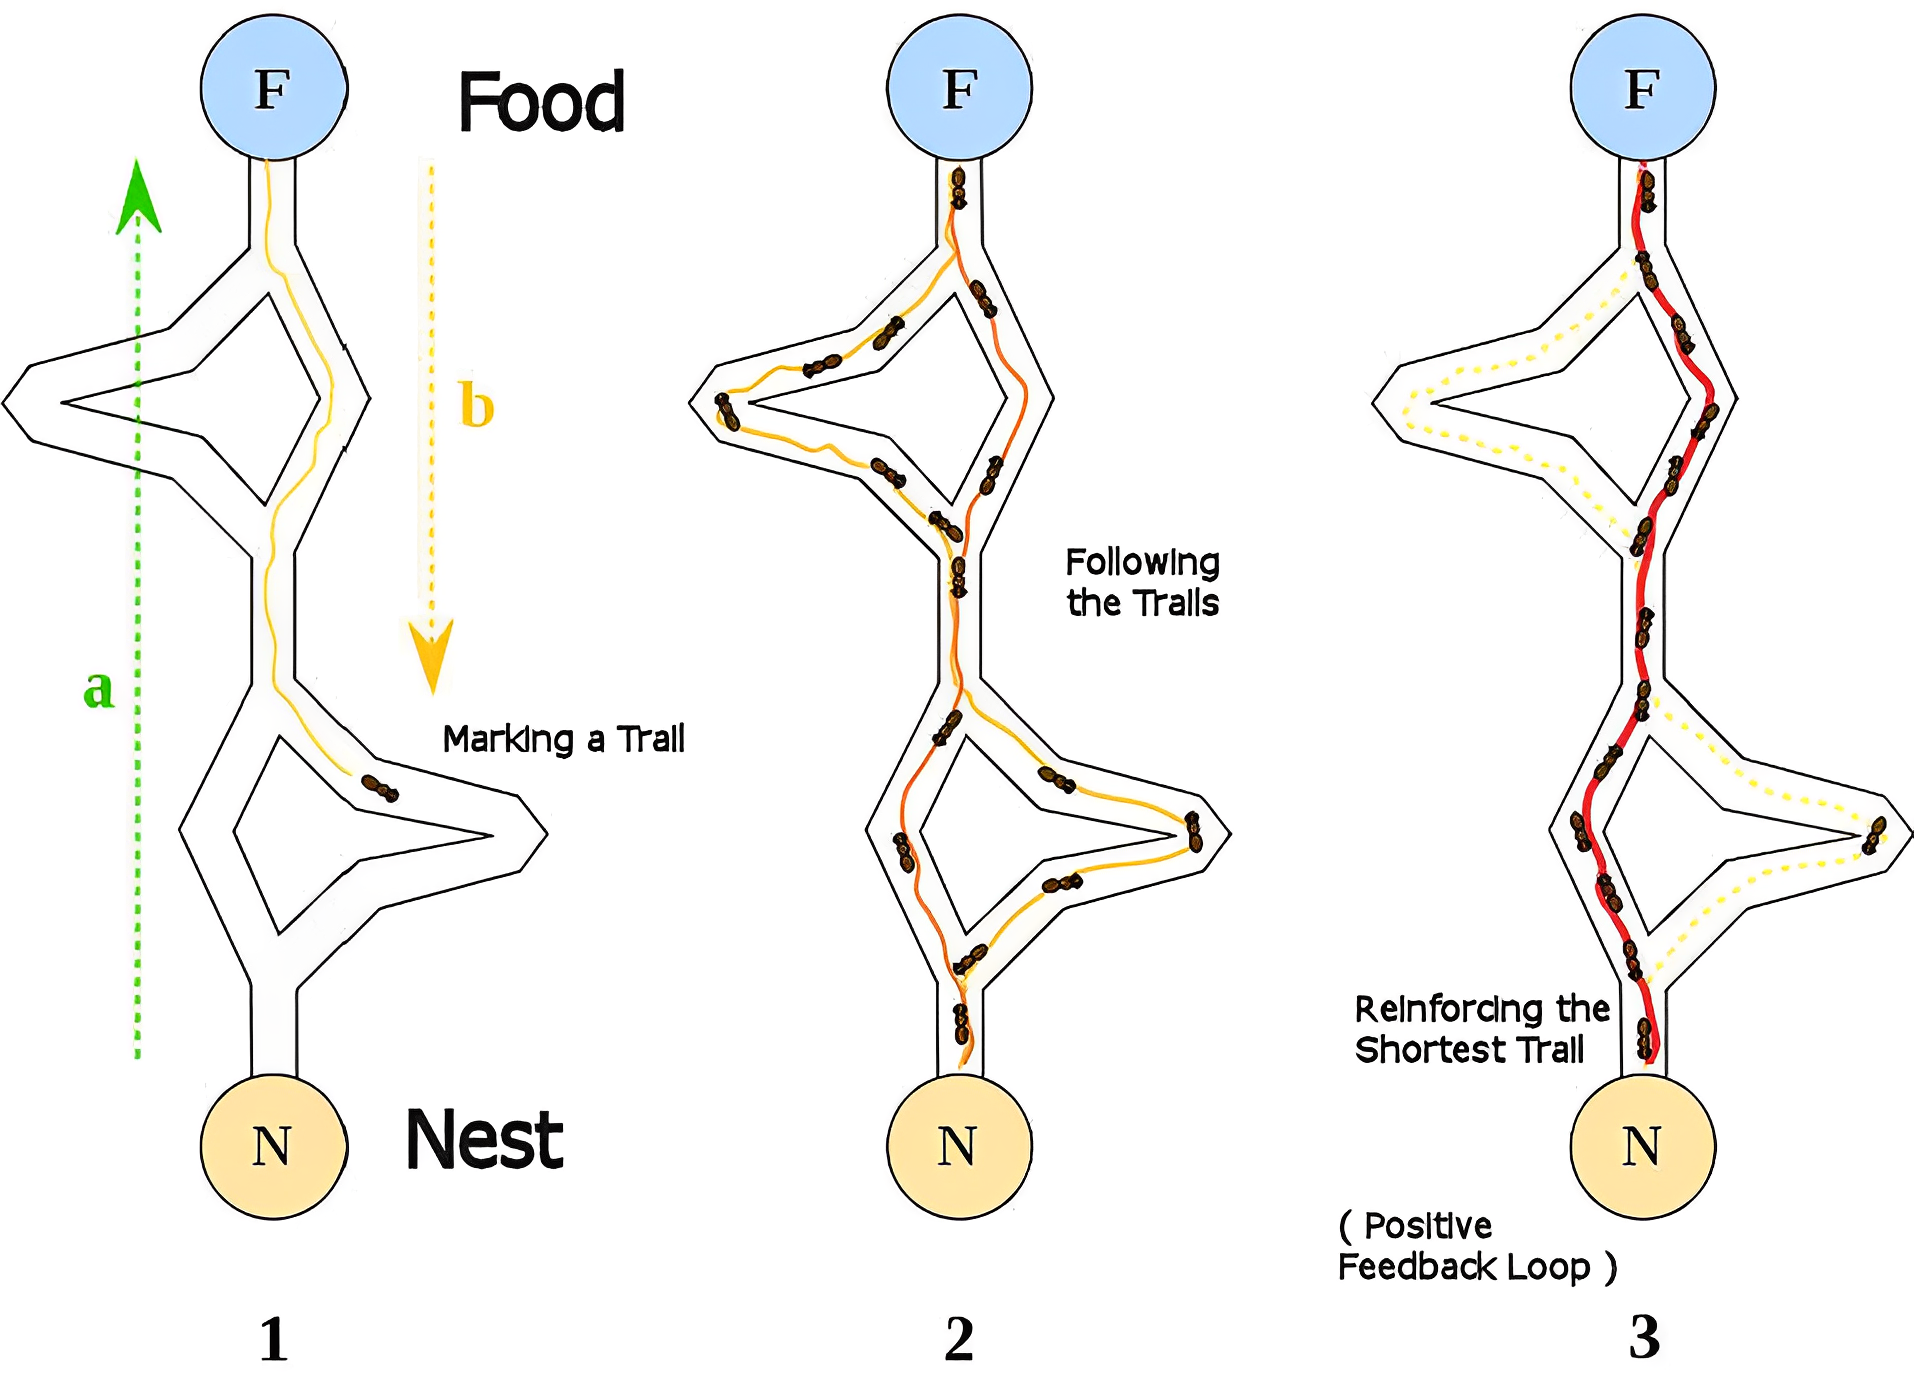 F
Food
F
F
b
Following
the Trails
a
Marking a Trail
Reinforcing the
Shortest Trail
N
Nest
N
N
( Positive
Feedback Loop )
1
2
3